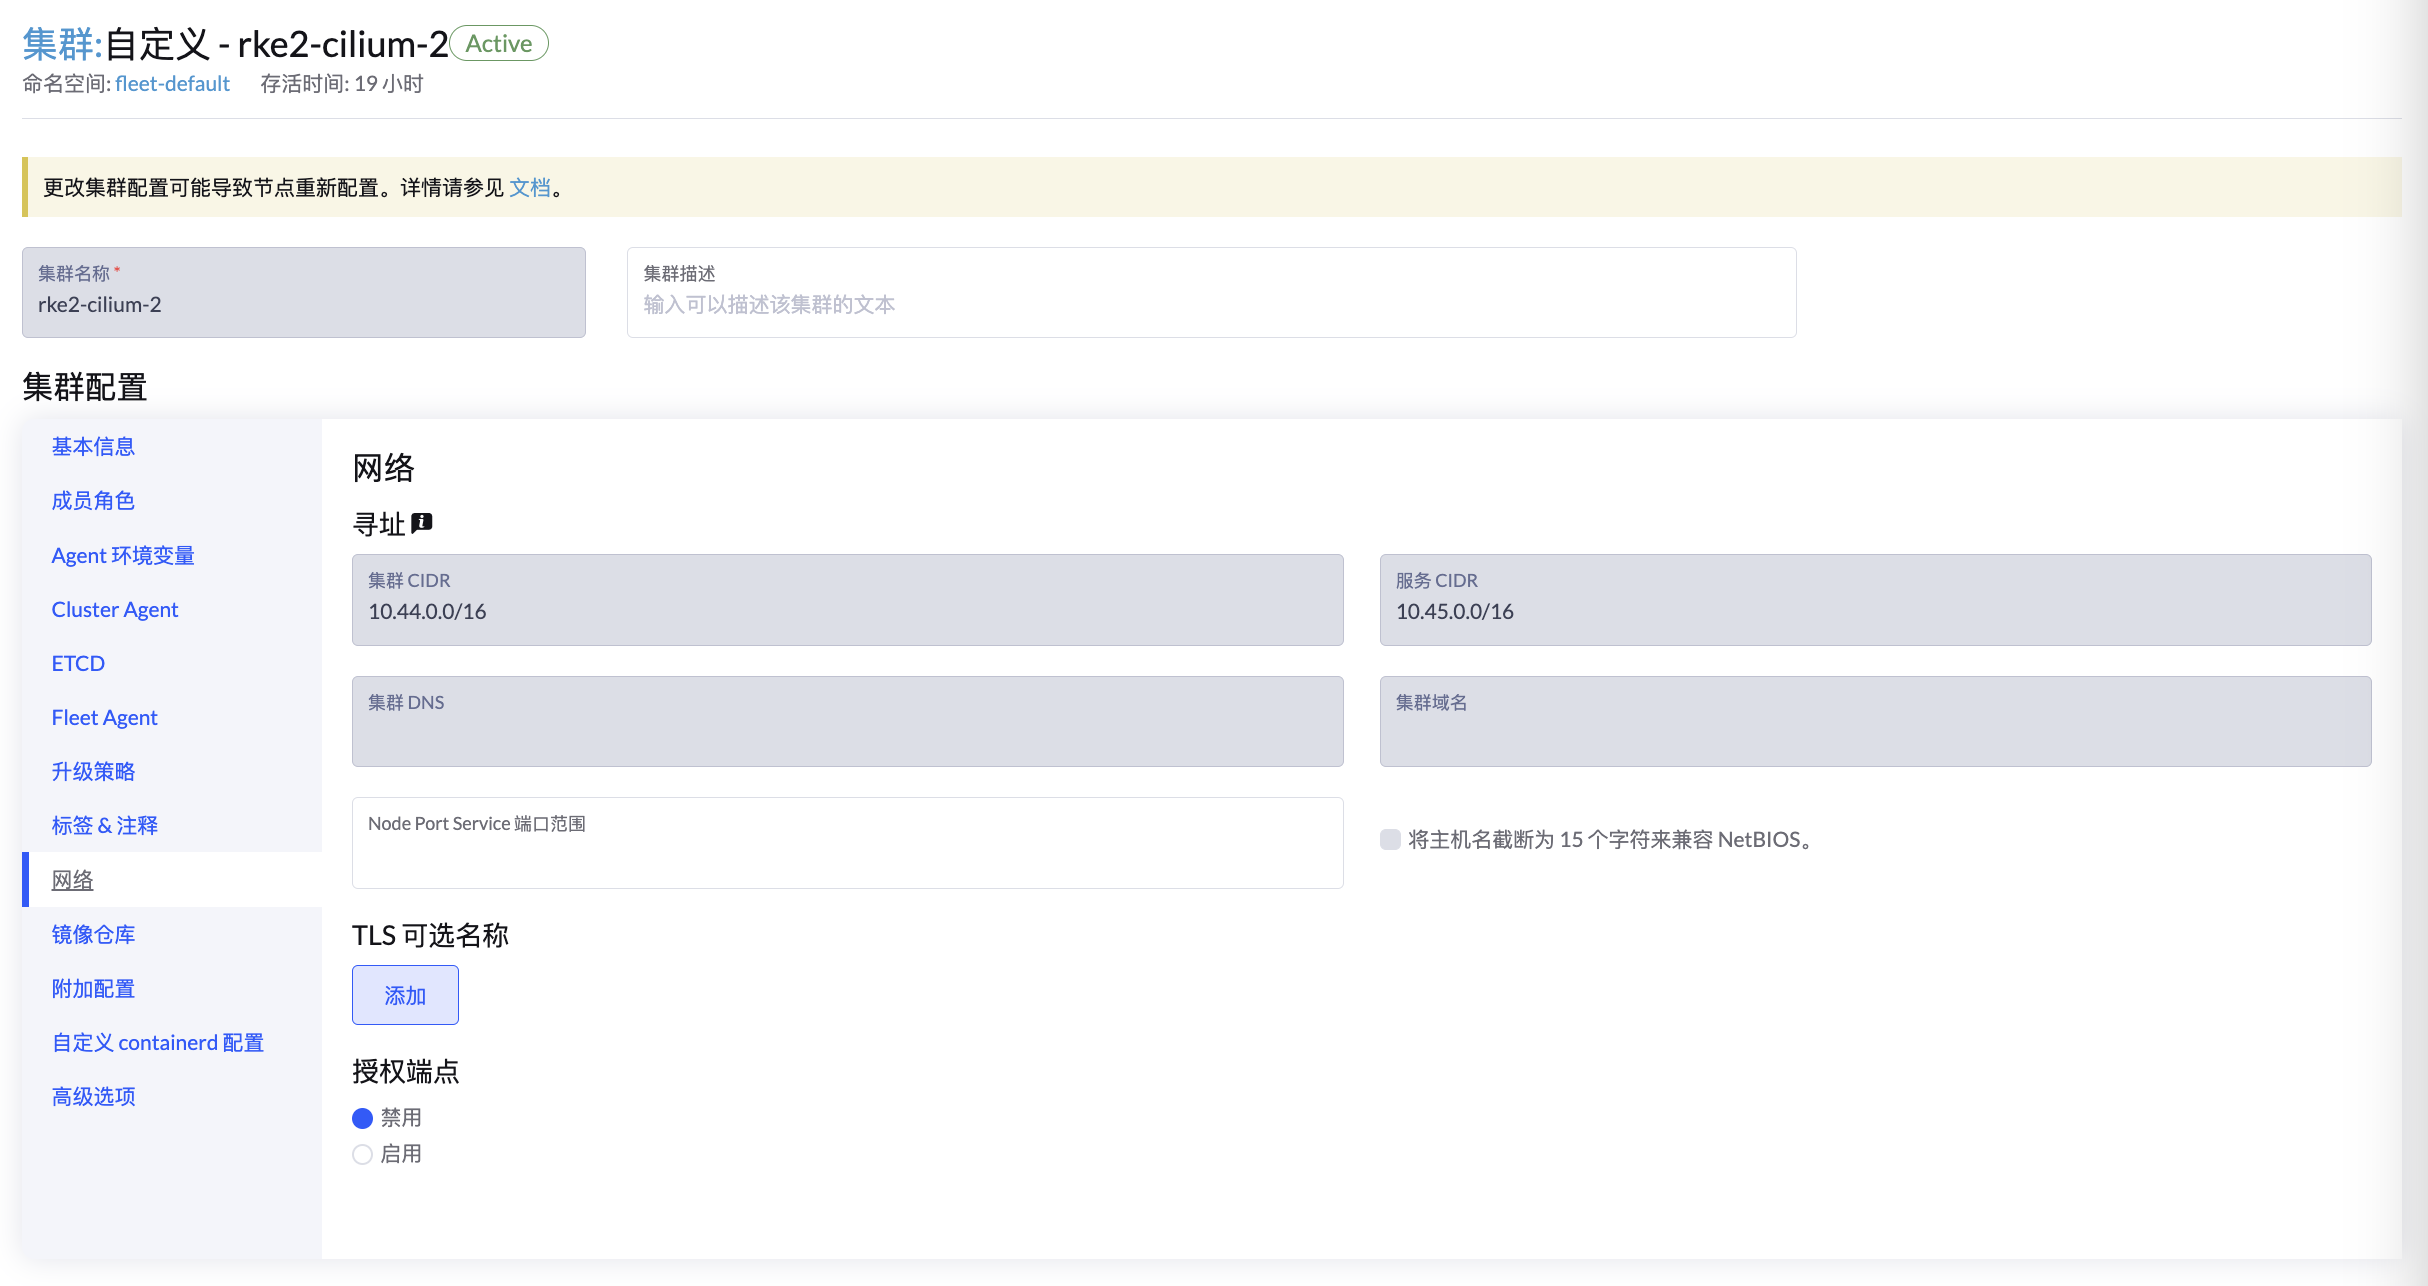 集群:自定义 - rke2-cilium-2 Active
命名空间: fleet-default 存活时间: 19 小时
更改集群配置可能导致节点重新配置。详情请参见 文档。
集群名称 *
rke2-cilium-2
集群描述
输入可以描述该集群的文本
集群配置
基本信息
成员角色
Agent 环境变量
Cluster Agent
ETCD
Fleet Agent
升级策略
标签 & 注释
网络
镜像仓库
附加配置
自定义 containerd 配置
高级选项
网络
寻址
集群 CIDR
10.44.0.0/16
服务 CIDR
10.45.0.0/16
集群 DNS
集群域名
Node Port Service 端口范围
将主机名截断为 15 个字符来兼容 NetBIOS。
TLS 可选名称
添加
授权端点
禁用
启用